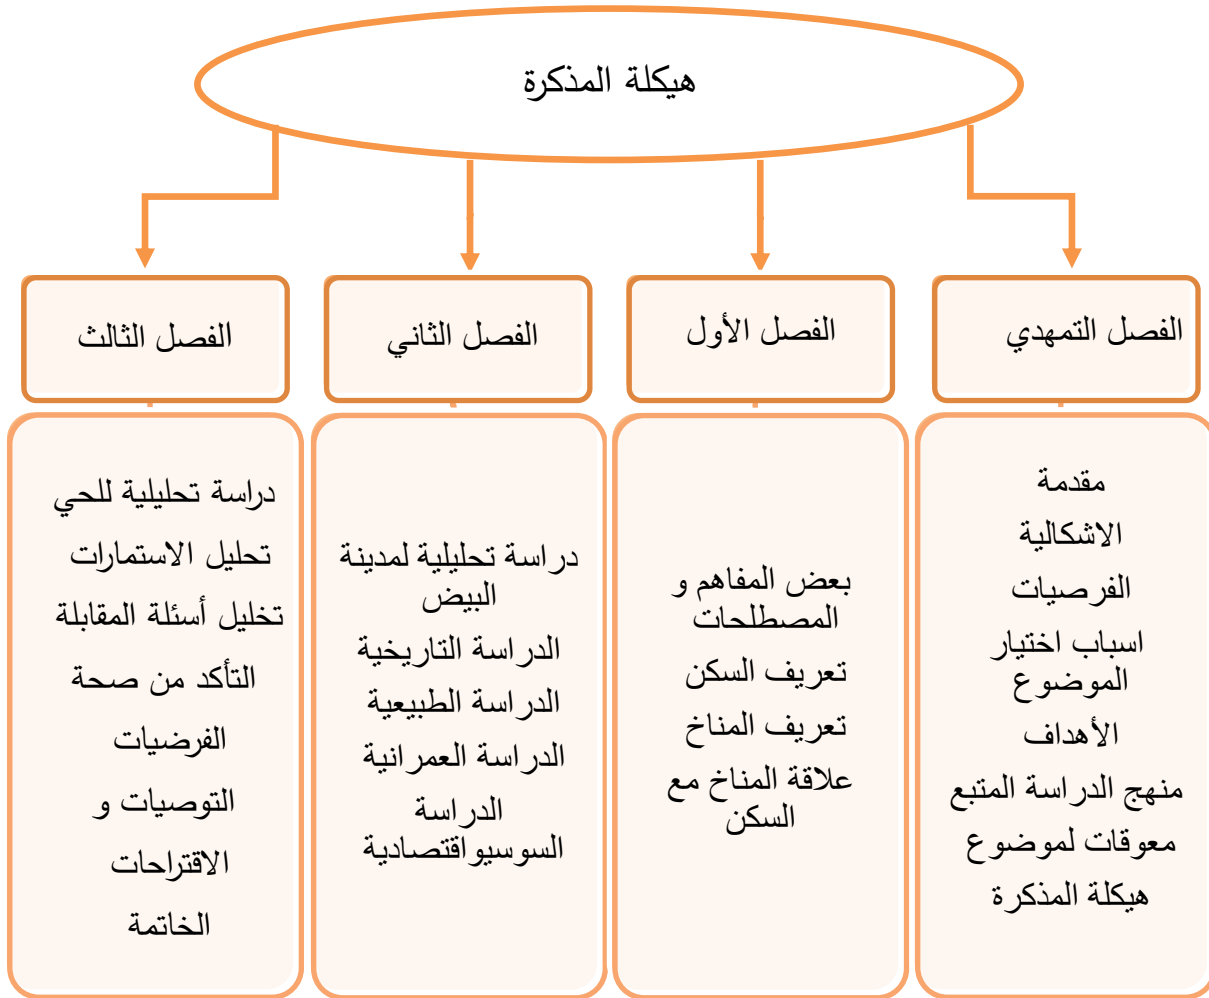 هيكلة المذكرة
الفصل التمهدي
مقدمة
الاشكالية
الفرصيات
اسباب اختيار
الموضوع
الأهداف
منهج الدراسة المتبع
معوقات لموضوع
هيكلة المذكرة
الفصل الأول
بعض المفاهم و
المصطلحات
تعريف السكن
تعريف المناخ
علاقة المناخ مع
السكن
الفصل الثاني
دراسة تحليلية لمدينة
البيض
الدراسة التاريخية
الدراسة الطبيعية
الدراسة العمرانية
الدراسة
السوسيواقتصادية
الفصل الثالث
دراسة تحليلية للحي
تحليل الاستمارات
تخليل أسئلة المقابلة
التأكد من صحة
الفرضيات
التوصيات و
الاقتراحات
الخاتمة